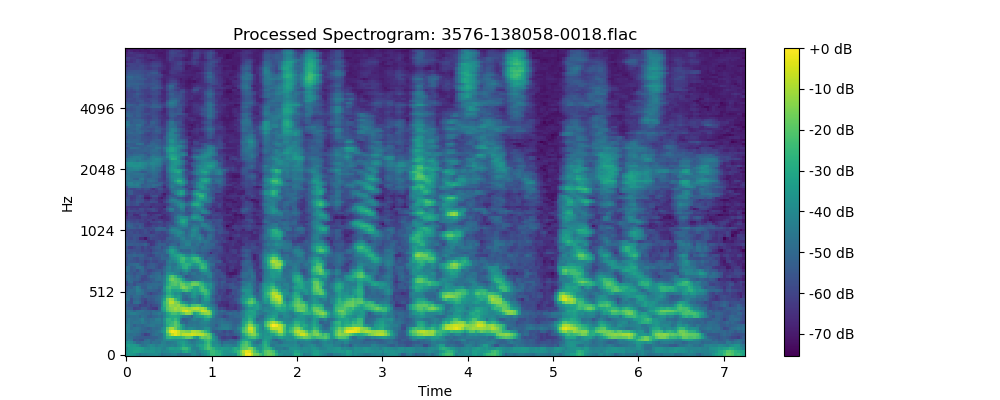 Processed Spectrogram: 3576-138058-0018.flac
Hz
4096
2048
1024
512
0
0 1 2 3 4 5 6 7
Time
+0 dB
-10 dB
-20 dB
-30 dB
-40 dB
-50 dB
-60 dB
-70 dB